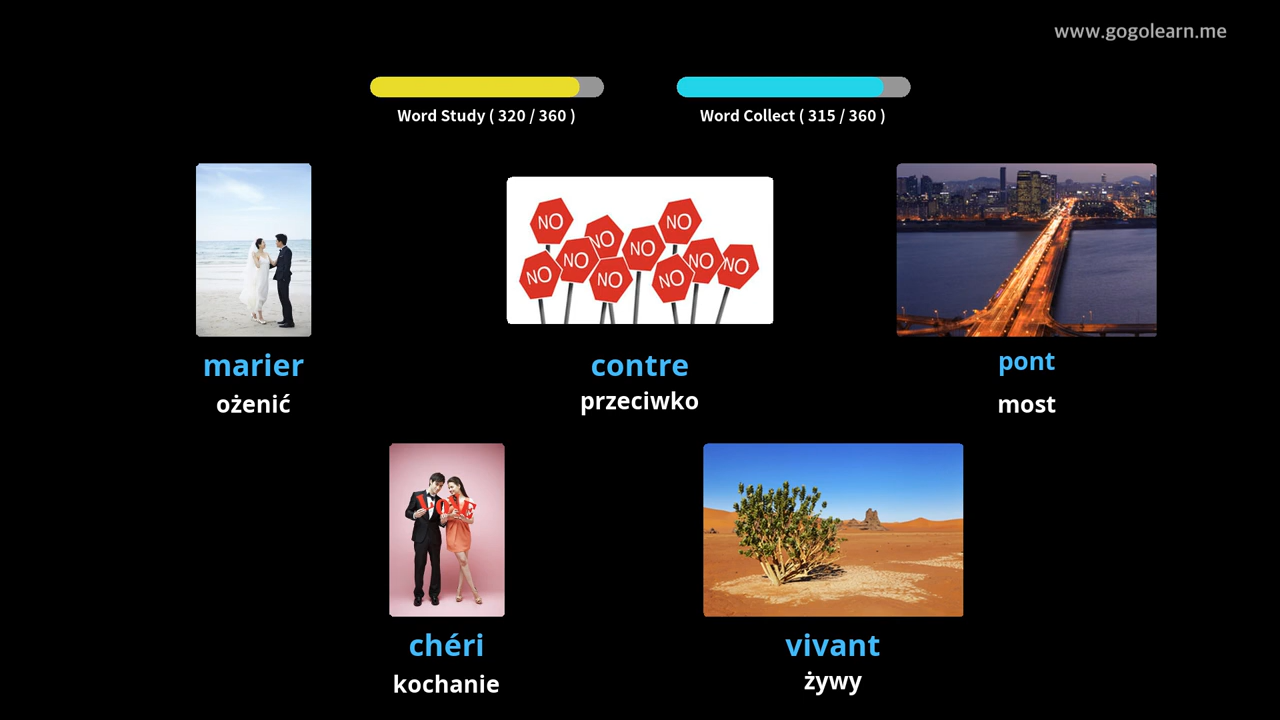 www.gogolearn.me
Word Study ( 320 / 360 )
Word Collect ( 315 / 360 )
NO
NO
NO
NO
NO
NO
NO
NO
NO
NO
marier
ożenić
contre
przeciwko
pont
most
chéri
kochanie
vivant
żywy